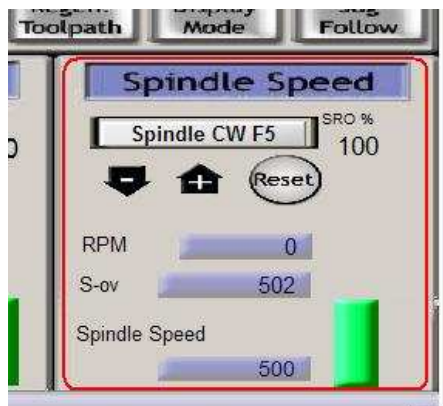 Toolpath
Mode
Follow
Spindle Speed
Spindle CW F5
SRO %
100
-
+
Reset
RPM
0
S-ov
502
Spindle Speed
500